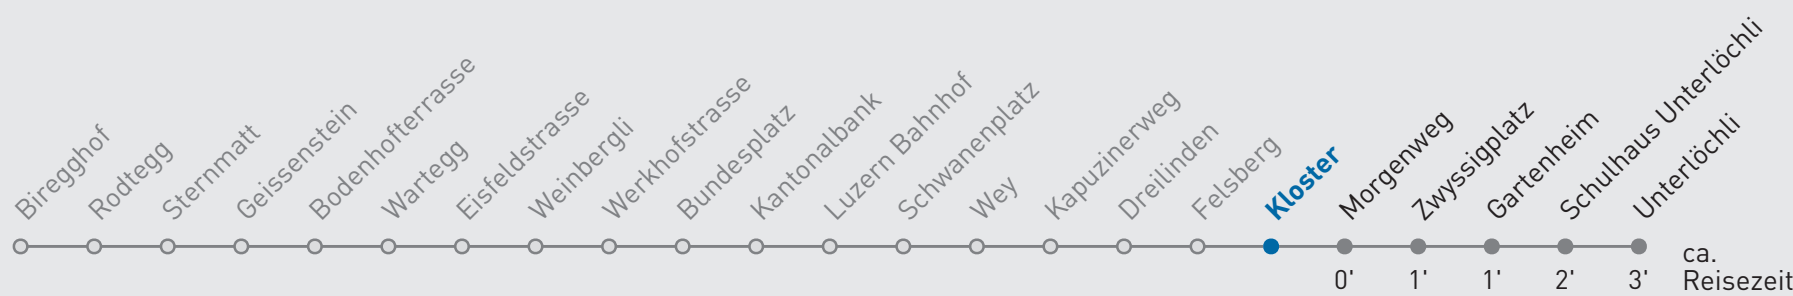 Biregghof
Rodtegg
Sternmatt
Geissenstein
Bodenhofterrasse
Wartegg
Eisfeldstrasse
Weinbergli
Werkhofstrasse
Bundesplatz
Kantonalbank
Luzern Bahnhof
Schwanenplatz
Wey
Kapuzinerweg
Dreilinden
Felsberg
Kloster
Morgenweg
Zwyssigplatz
Gartenheim
Schulhaus Unterlöchli
Unterlöchli
0' 1' 1' 2' 3'
ca.
Reisezeit